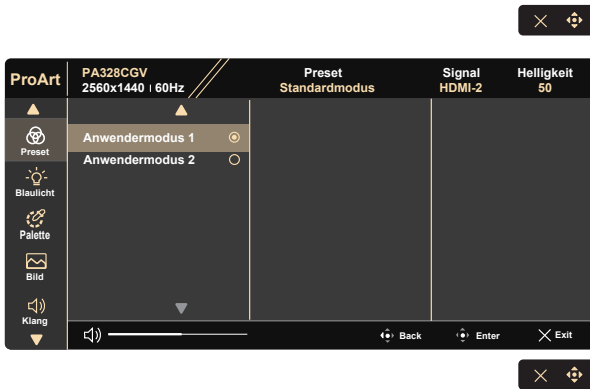 ProArt
PA328CGV
2560x1440 | 60Hz
Preset
Standardmodus
Signal
HDMI-2
Helligkeit
50
Preset
Blaulicht
Palette
Bild
Klang
Anwendermodus 1
Anwendermodus 2
Back
Enter
Exit